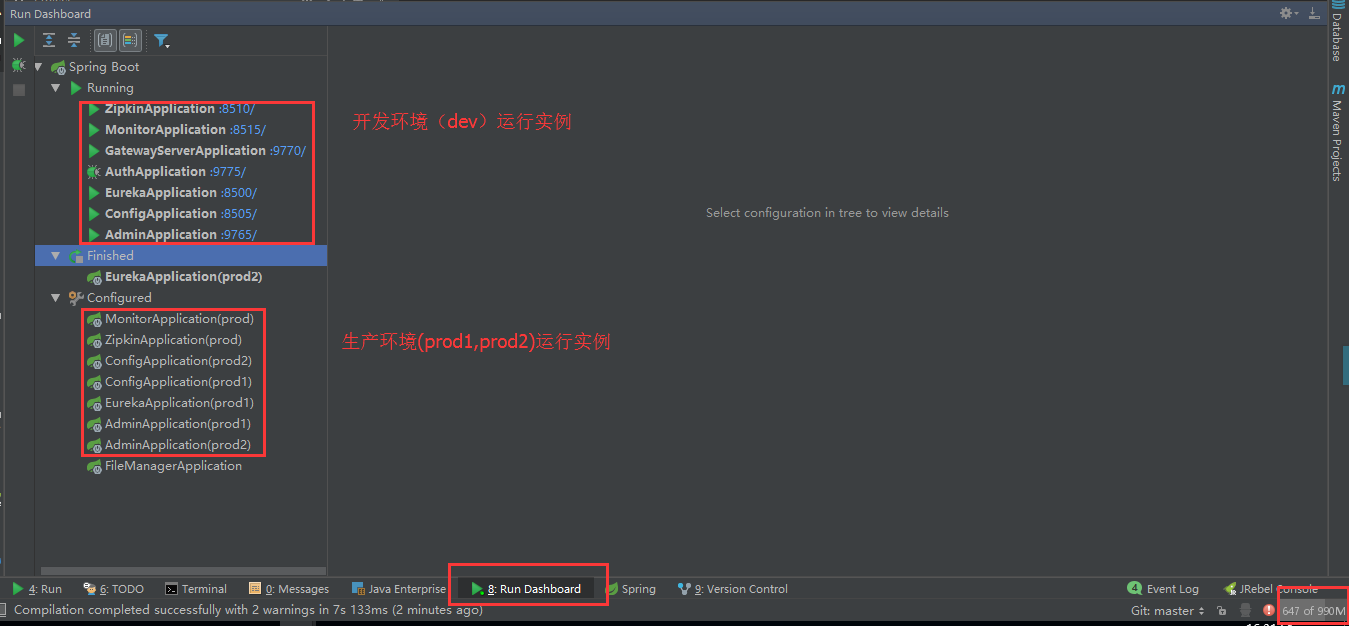 Run Dashboard
Database
Spring Boot
Running
ZipkinApplication :8510/
开发环境（dev）运行实例
MonitorApplication :8515/
m Maven Projects
GatewayServerApplication :9770/
AuthApplication :9775/
EurekaApplication :8500/
ConfigApplication :8505/
Select configuration in tree to view details
AdminApplication :9765/
Finished
EurekaApplication(prod2)
Configured
MonitorApplication(prod)
ZipkinApplication(prod)
生产环境(prod1,prod2)运行实例
ConfigApplication(prod2)
ConfigApplication(prod1)
EurekaApplication(prod1)
AdminApplication(prod1)
AdminApplication(prod2)
FileManagerApplication
4: Run 6: TODO Terminal 0: Messages Java Enterprise 8: Run Dashboard Spring 9: Version Control 4 Event Log JRebel Console
Compilation completed successfully with 2 warnings in 7s 133ms (2 minutes ago) Git: master 647 of 990M